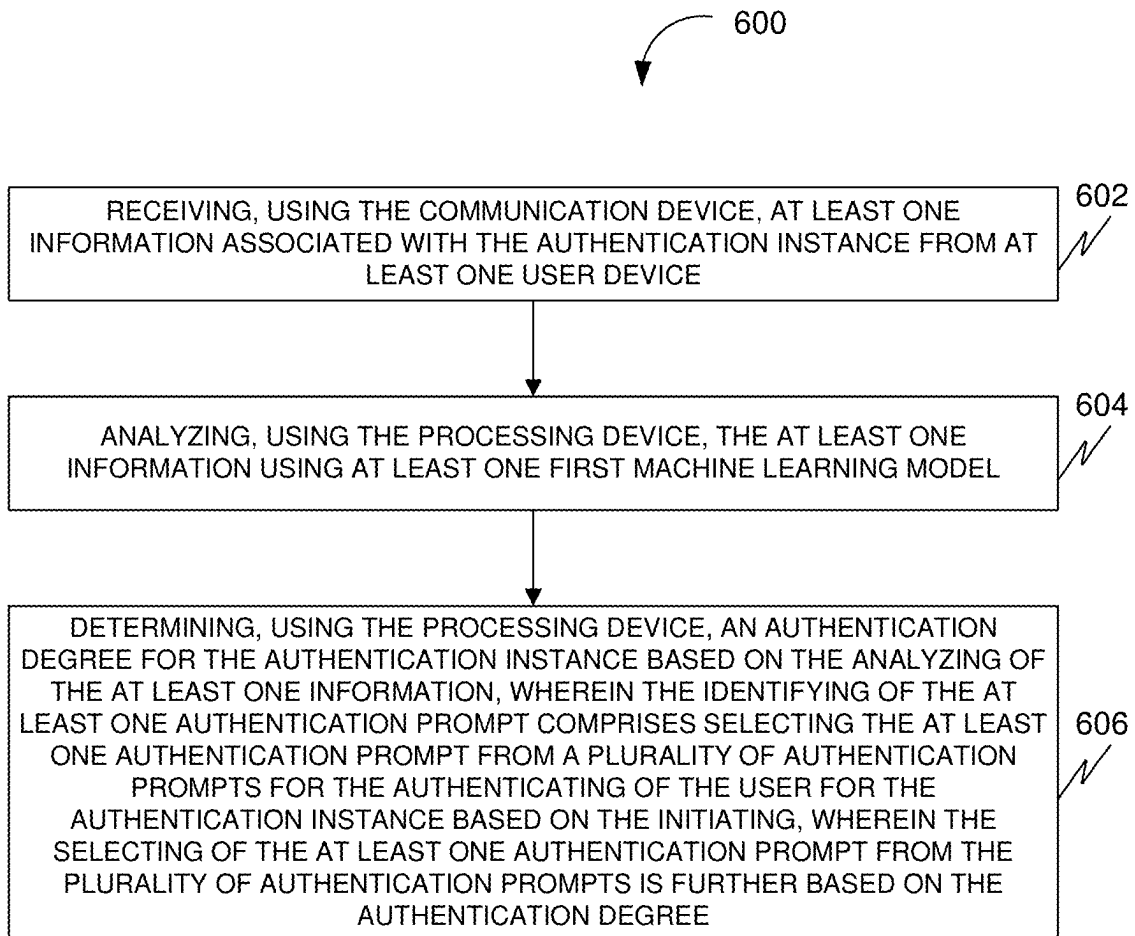 600
602
RECEIVING, USING THE COMMUNICATION DEVICE, AT LEAST ONE
INFORMATION ASSOCIATED WITH THE AUTHENTICATION INSTANCE FROM AT
LEAST ONE USER DEVICE
604
ANALYZING, USING THE PROCESSING DEVICE, THE AT LEAST ONE
INFORMATION USING AT LEAST ONE FIRST MACHINE LEARNING MODEL
DETERMINING, USING THE PROCESSING DEVICE, AN AUTHENTICATION
DEGREE FOR THE AUTHENTICATION INSTANCE BASED ON THE ANALYZING OF
THE AT LEAST ONE INFORMATION, WHEREIN THE IDENTIFYING OF THE AT
LEAST ONE AUTHENTICATION PROMPT COMPRISES SELECTING THE AT LEAST
ONE AUTHENTICATION PROMPT FROM A PLURALITY OF AUTHENTICATION
PROMPTS FOR THE AUTHENTICATING OF THE USER FOR THE
AUTHENTICATION INSTANCE BASED ON THE INITIATING, WHEREIN THE
SELECTING OF THE AT LEAST ONE AUTHENTICATION PROMPT FROM THE
PLURALITY OF AUTHENTICATION PROMPTS IS FURTHER BASED ON THE
AUTHENTICATION DEGREE
606